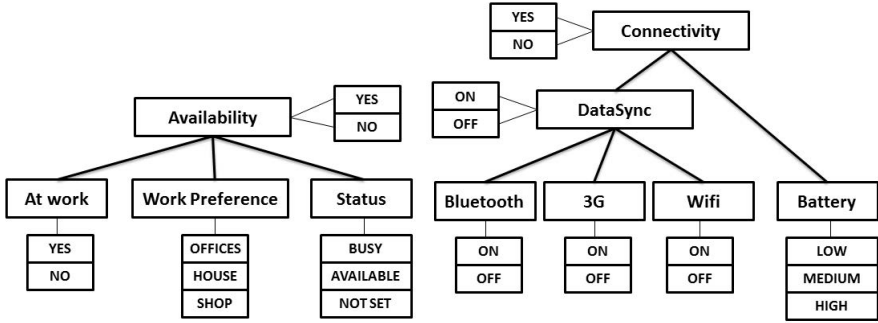 YES
NO
Connectivity
Availability
YES
NO
ON
OFF
DataSync
At work
Work Preference
Status
Bluetooth
3G
Wifi
Battery
YES
NO
OFFICES
HOUSE
SHOP
BUSY
AVAILABLE
NOT SET
ON
OFF
ON
OFF
ON
OFF
LOW
MEDIUM
HIGH